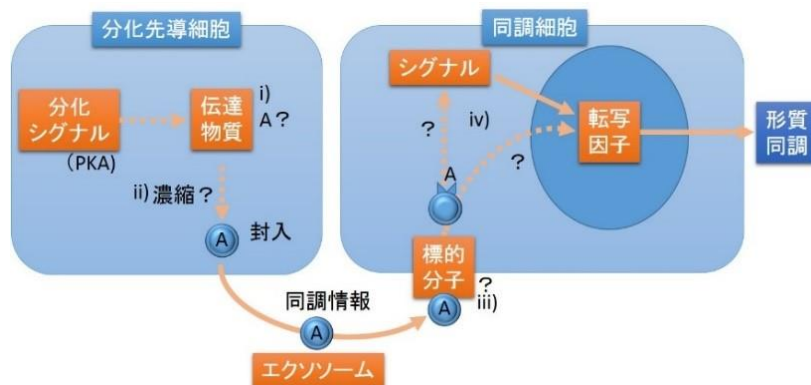 分化先導細胞
分化
シグナル
(PKA)
伝達
物質
i)
A？
ii) 濃縮？
A
封入
同調情報
A
エクソソーム
同調細胞
シグナル
？
iv)
？
A
転写
因子
形質
同調
標的
分子
？
iii)
A